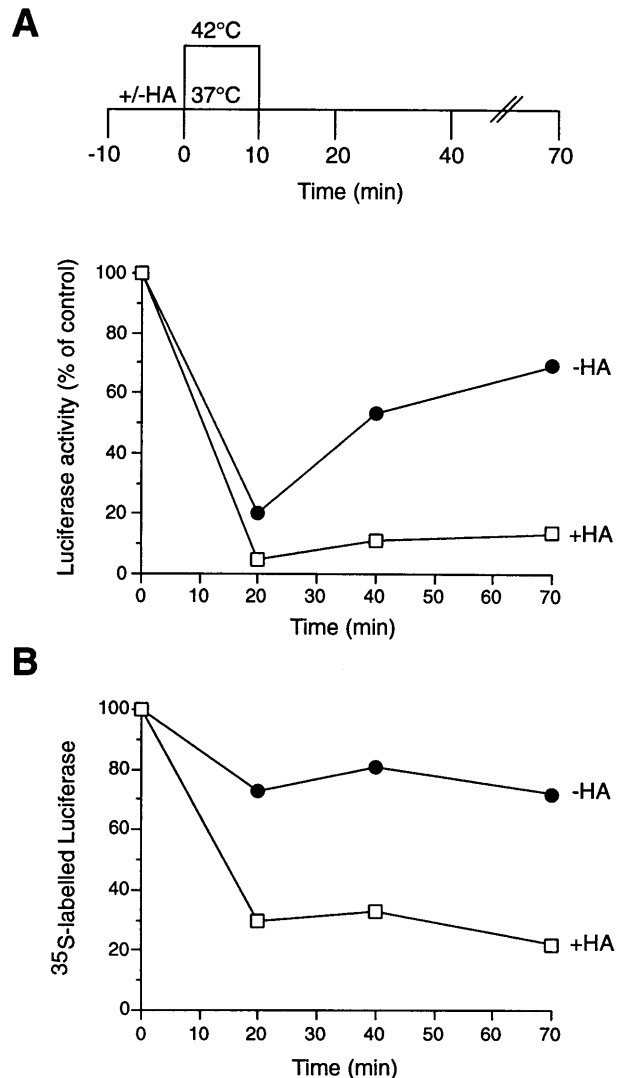 A
42°C
+/-HA 37°C
-10 0 10 20 40 70
Time (min)
Luciferase activity (% of control)
100
80
60
40
20
0
-HA
+HA
0 10 20 30 40 50 60 70
Time (min)
B
35S-labelled Luciferase
100
80
60
40
20
0
-HA
+HA
0 10 20 30 40 50 60 70
Time (min)